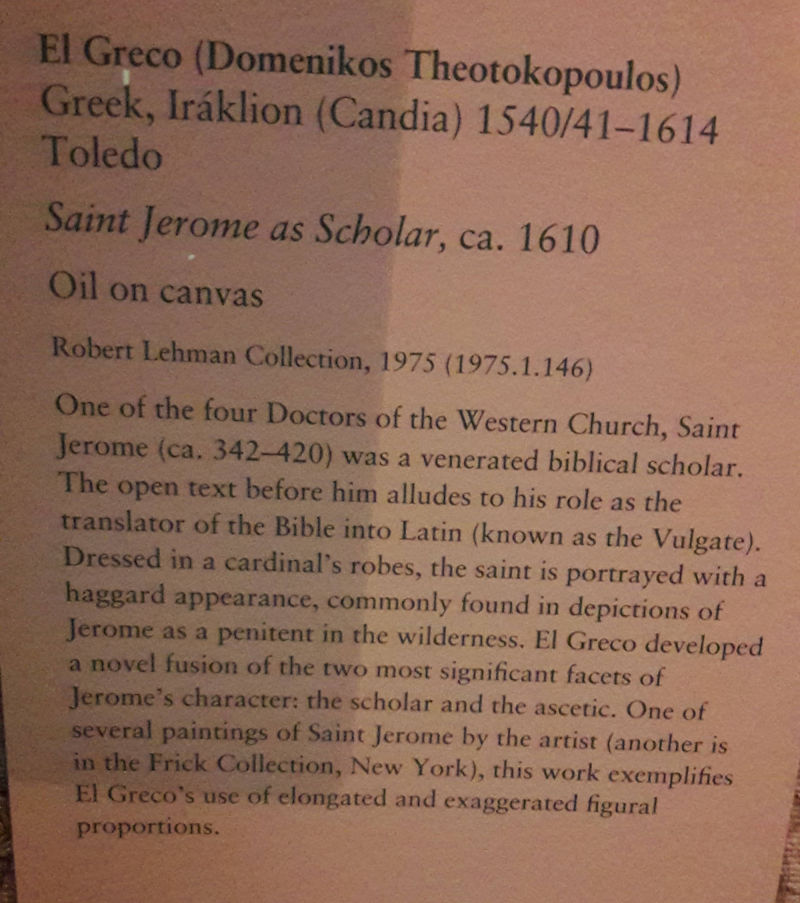 El Greco (Domenikos Theotokopoulos)
Greek, Iráklion (Candia) 1540/41–1614
Toledo
Saint Jerome as Scholar, ca. 1610
Oil on canvas
Robert Lehman Collection, 1975 (1975.1.146)
One of the four Doctors of the Western Church, Saint
Jerome (ca. 342–420) was a venerated biblical scholar.
The open text before him alludes to his role as the
translator of the Bible into Latin (known as the Vulgate).
Dressed in a cardinal's robes, the saint is portrayed with a
haggard appearance, commonly found in depictions of
Jerome as a penitent in the wilderness. El Greco developed
a novel fusion of the two most significant facets of
Jerome's character: the scholar and the ascetic. One of
several paintings of Saint Jerome by the artist (another is
in the Frick Collection, New York), this work exemplifies
El Greco's use of elongated and exaggerated figural
proportions.